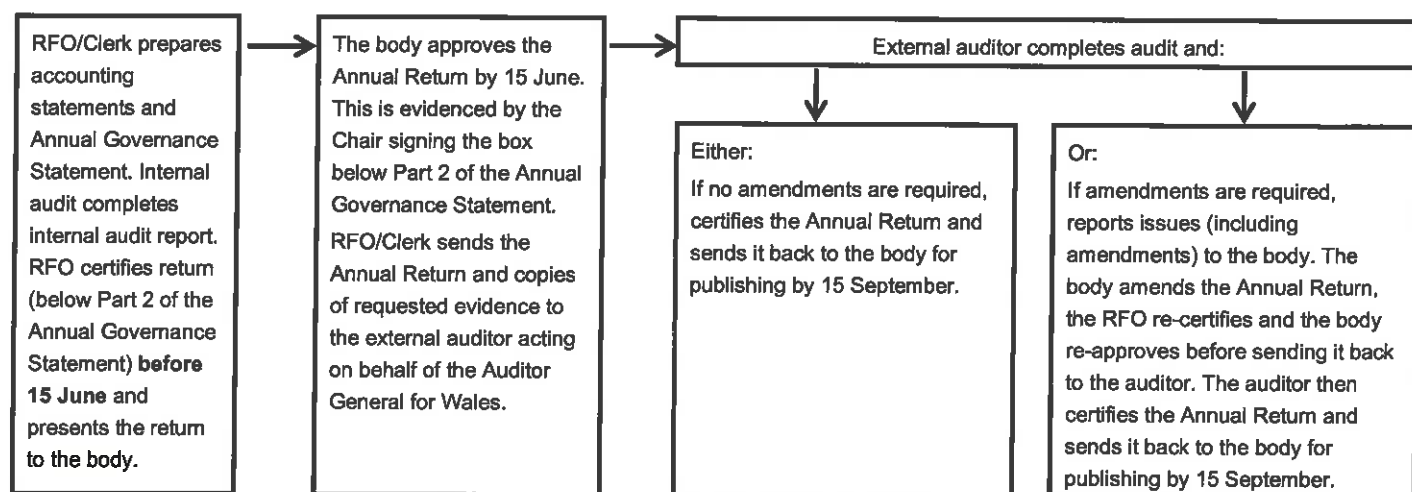 RFO/Clerk prepares
accounting
statements and
Annual Governance
Statement. Internal
audit completes
internal audit report.
RFO certifies return
(below Part 2 of the
Annual Governance
Statement) before
15 June and
presents the return
to the body.
The body approves the
Annual Return by 15 June.
This is evidenced by the
Chair signing the box
below Part 2 of the Annual
Governance Statement.
RFO/Clerk sends the
Annual Return and copies
of requested evidence to
the external auditor acting
on behalf of the Auditor
General for Wales.
External auditor completes audit and:
Either:
If no amendments are required,
certifies the Annual Return and
sends it back to the body for
publishing by 15 September.
Or:
If amendments are required,
reports issues (including
amendments) to the body. The
body amends the Annual Return,
the RFO re-certifies and the body
re-approves before sending it back
to the auditor. The auditor then
certifies the Annual Return and
sends it back to the body for
publishing by 15 September.